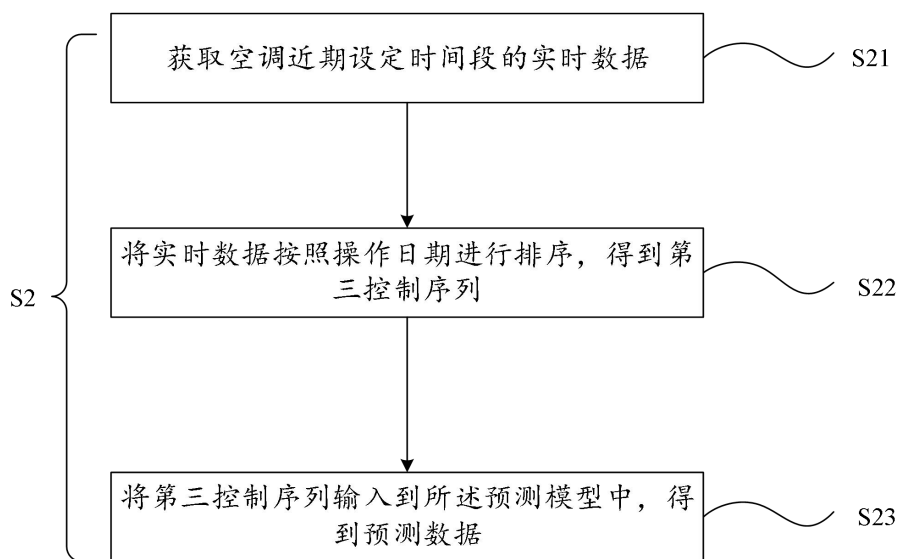 获取空调近期设定时间段的实时数据
S21
将实时数据按照操作日期进行排序，得到第
三控制序列
S22
S2
将第三控制序列输入到所述预测模型中，得
到预测数据
S23